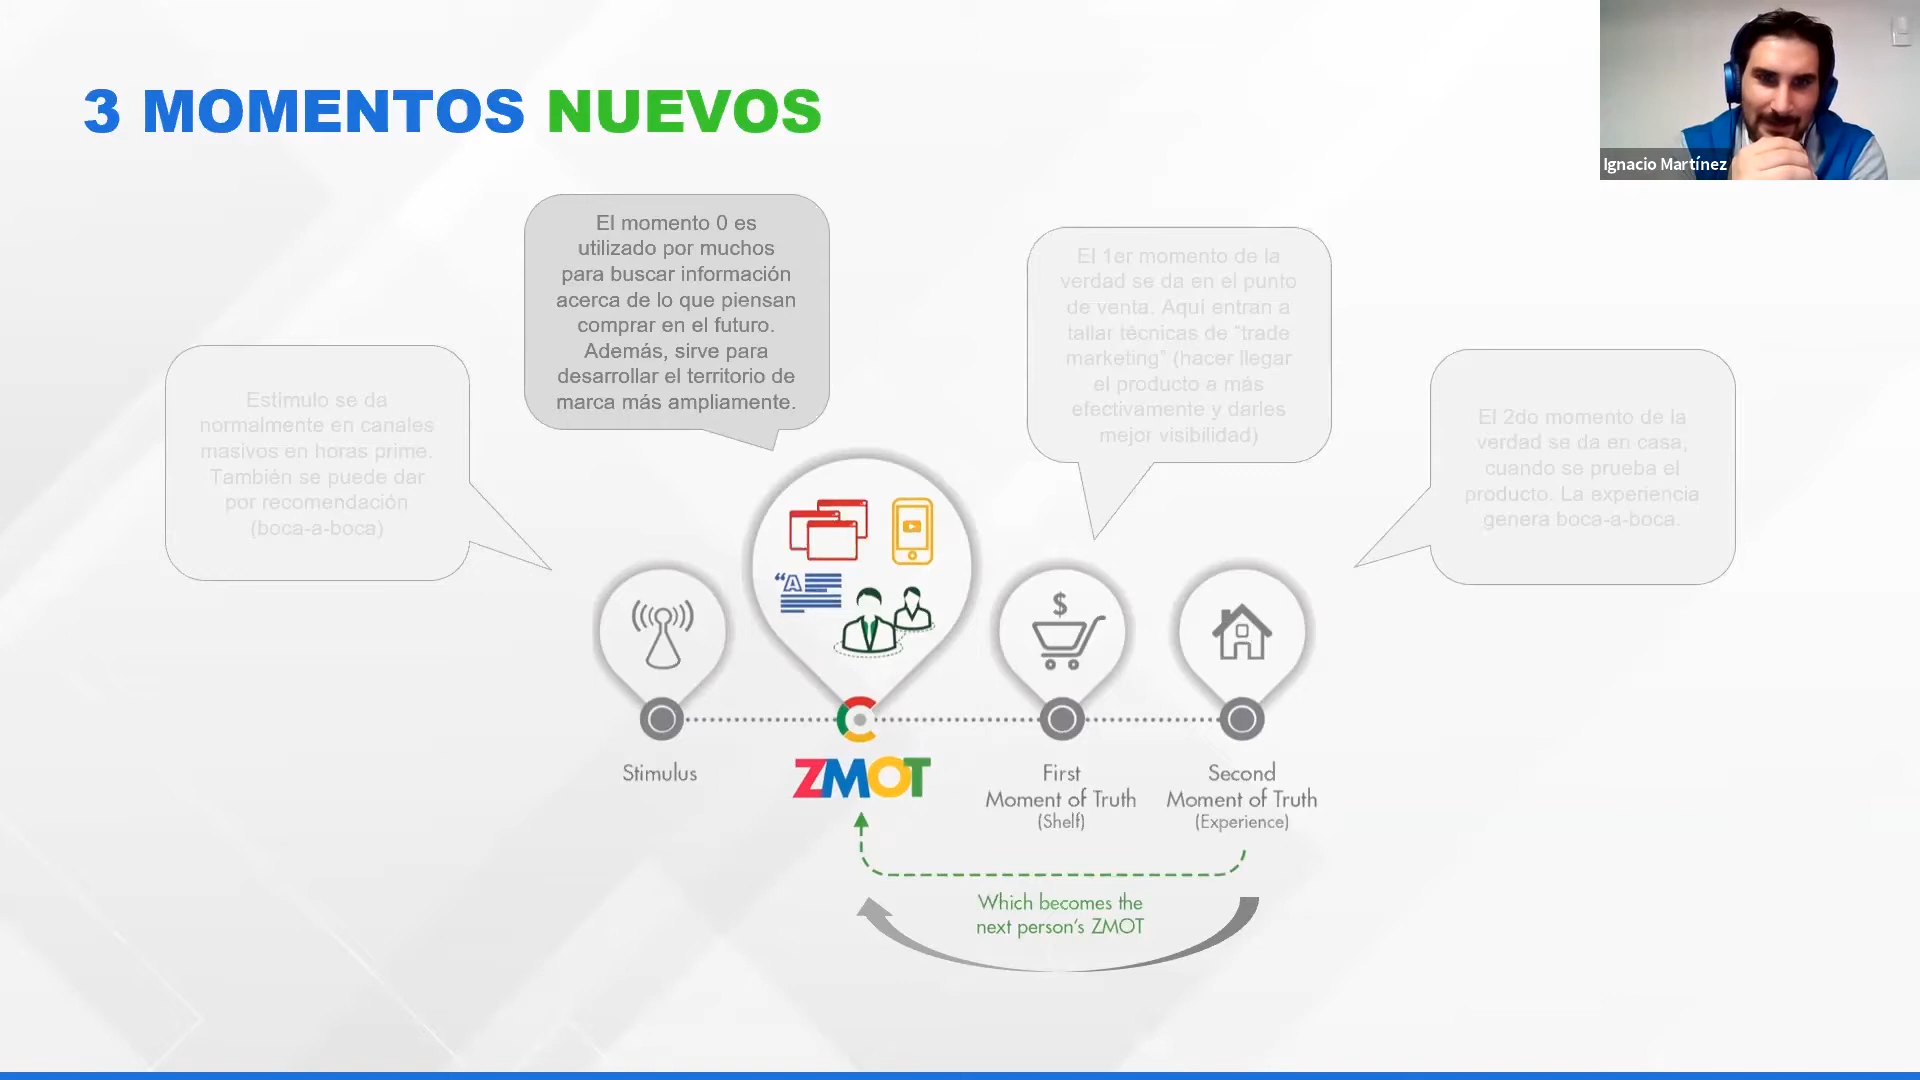 3 MOMENTOS NUEVOS
Ignacio Martínez
El momento 0 es
utilizado por muchos
para buscar información
acerca de lo que piensan
comprar en el futuro.
Además, sirve para
desarrollar el territorio de
marca más ampliamente.
El 1er momento de la
verdad se da en el punto
de venta. Aquí entran a
tallar técnicas de “trade
marketing” (hacer llegar
el producto a más
efectivamente y darles
mejor visibilidad)
Estímulo se da
normalmente en canales
masivos en horas prime.
También se puede dar
por recomendación
(boca-a-boca)
El 2do momento de la
verdad se da en casa,
cuando se prueba el
producto. La experiencia
genera boca-a-boca.
“A
$
Stimulus
ZMOT
First
Moment of Truth
(Shelf)
Second
Moment of Truth
(Experience)
Which becomes the
next person's ZMOT